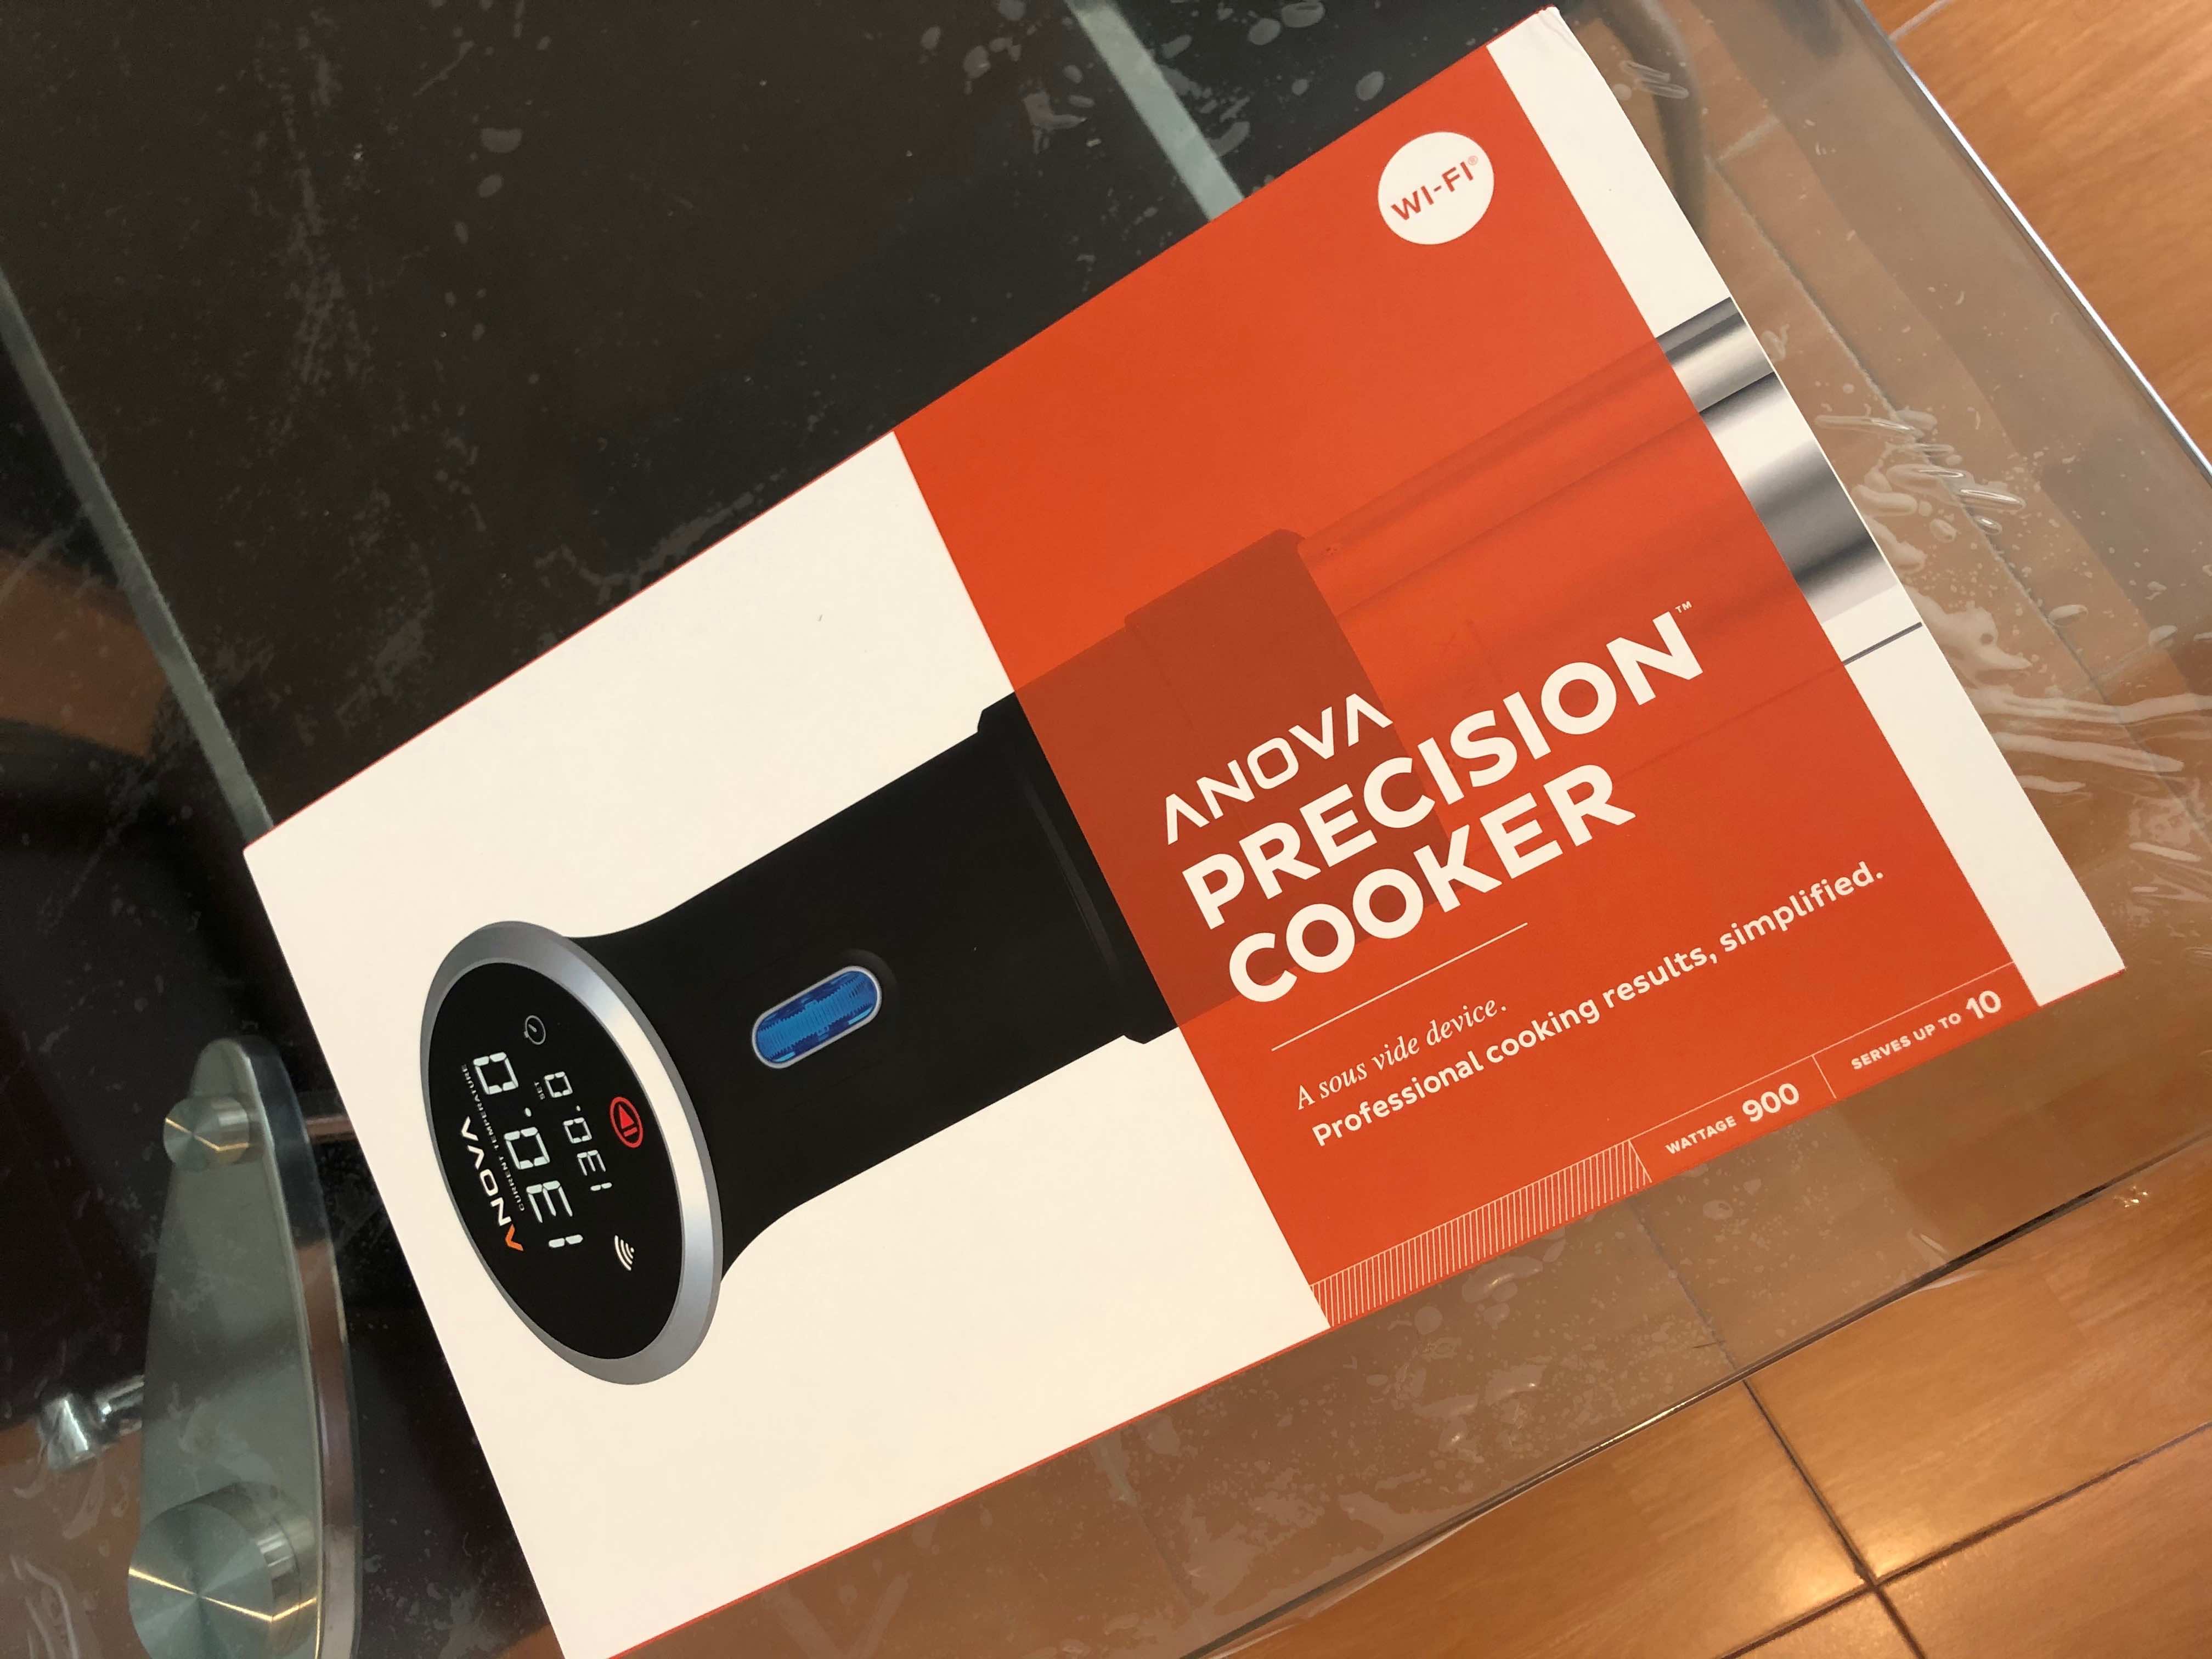 WI-FI®
ANOVA
PRECISION™
COOKER
A sous vide device.
Professional cooking results, simplified.
WATTAGE 900
SERVES UP TO 10
130.0
SET
130.0
CURRENT TEMPERATURE
ANOVA